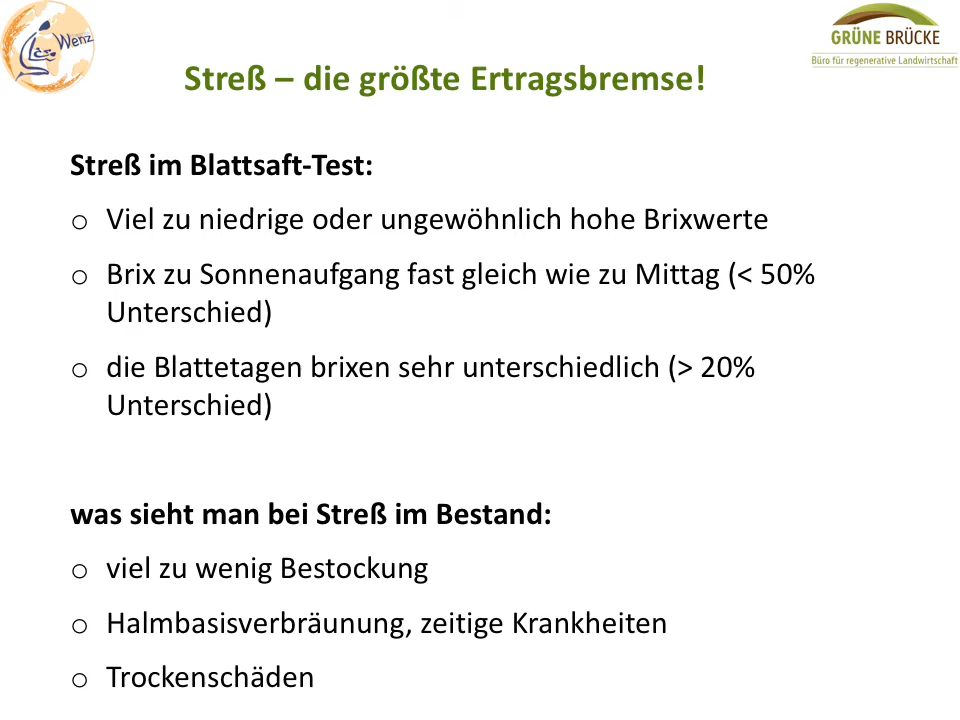 Wenz
GRÜNE BRÜCKE
Büro für regenerative Landwirtschaft
Streß – die größte Ertragsbremse!
Streß im Blattsaft-Test:
o Viel zu niedrige oder ungewöhnlich hohe Brixwerte
o Brix zu Sonnenaufgang fast gleich wie zu Mittag (< 50%
Unterschied)
o die Blattetagen brixen sehr unterschiedlich (> 20%
Unterschied)
was sieht man bei Streß im Bestand:
o viel zu wenig Bestockung
o Halmbasisverbräunung, zeitige Krankheiten
o Trockenschäden